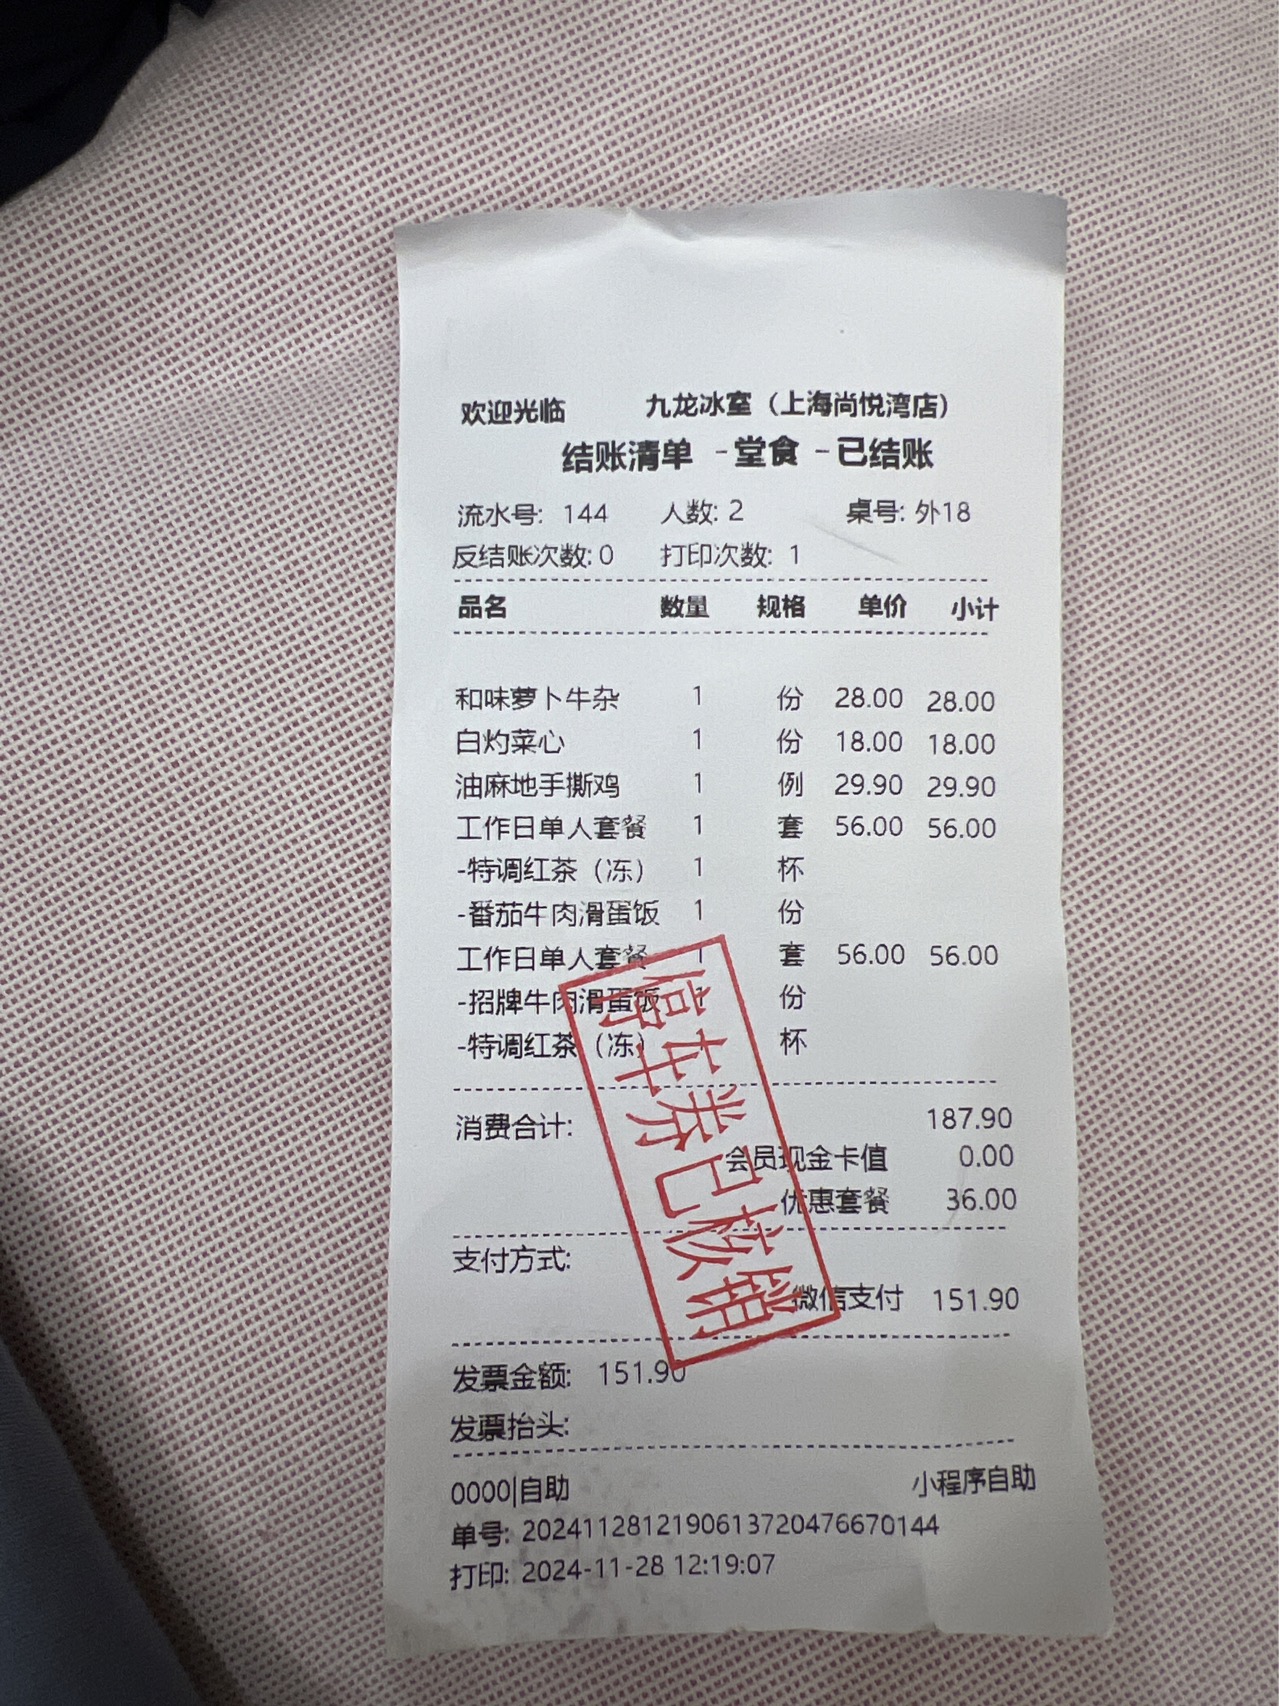 欢迎光临 九龙冰室（上海尚悦湾店）
结账清单 -堂食 -已结账
流水号: 144 人数: 2 桌号: 外18
反结账次数: 0 打印次数: 1
品名 数量 规格 单价 小计
和味萝卜牛杂 1 份 28.00 28.00
白灼菜心 1 份 18.00 18.00
油麻地手撕鸡 1 例 29.90 29.90
工作日单人套餐 1 套 56.00 56.00
-特调红茶（冻） 1 杯
-番茄牛肉滑蛋饭 1 份
工作日单人套餐 1 套 56.00 56.00
-招牌牛肉滑蛋饭 1 份
-特调红茶（冻） 杯
消费合计: 187.90
会员现金卡值 0.00
优惠套餐 36.00
支付方式:
微信支付 151.90
发票金额: 151.90
发票抬头:
0000|自助 小程序自助
单号: 2024112812190613720476670144
打印: 2024-11-28 12:19:07
停车券已核销